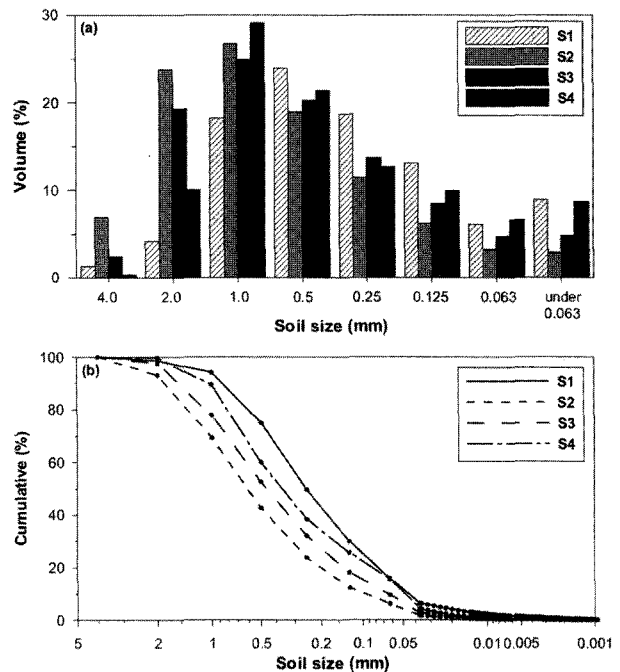 (a)
30
20
10
0
Volume (%)
S1
S2
S3
S4
4.0 2.0 1.0 0.5 0.25 0.125 0.063 under 0.063
Soil size (mm)
(b)
100
80
60
40
20
0
Cumulative (%)
S1
S2
S3
S4
5 2 1 0.5 0.2 0.1 0.05 0.01 0.005 0.001
Soil size (mm)